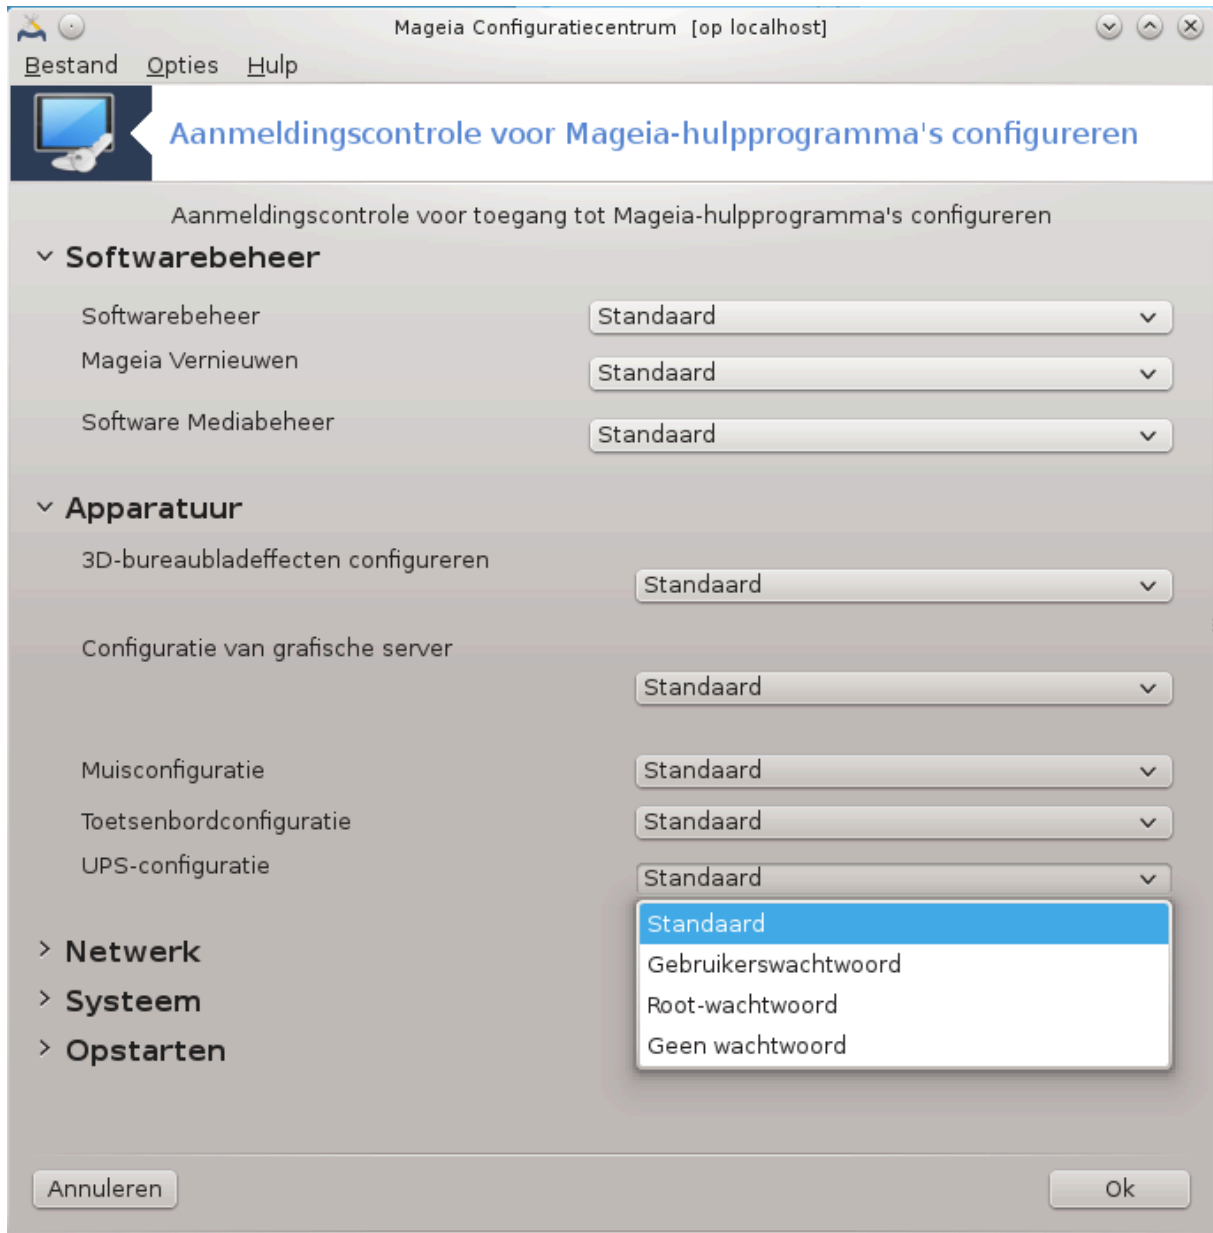 Mageia Configuratiecentrum [op localhost]
Bestand Opties Hulp
Aanmeldingscontrole voor Mageia-hulpprogramma's configureren
Aanmeldingscontrole voor toegang tot Mageia-hulpprogramma's configureren
Softwarebeheer
Softwarebeheer Standaard
Mageia Vernieuwen Standaard
Software Mediabeheer Standaard
Apparatuur
3D-bureaubladeffecten configureren Standaard
Configuratie van grafische server Standaard
Muisconfiguratie Standaard
Toetsenbordconfiguratie Standaard
UPS-configuratie Standaard
Standaard
Gebruikerswachtwoord
Root-wachtwoord
Geen wachtwoord
Netwerk
Systeem
Opstarten
Annuleren Ok